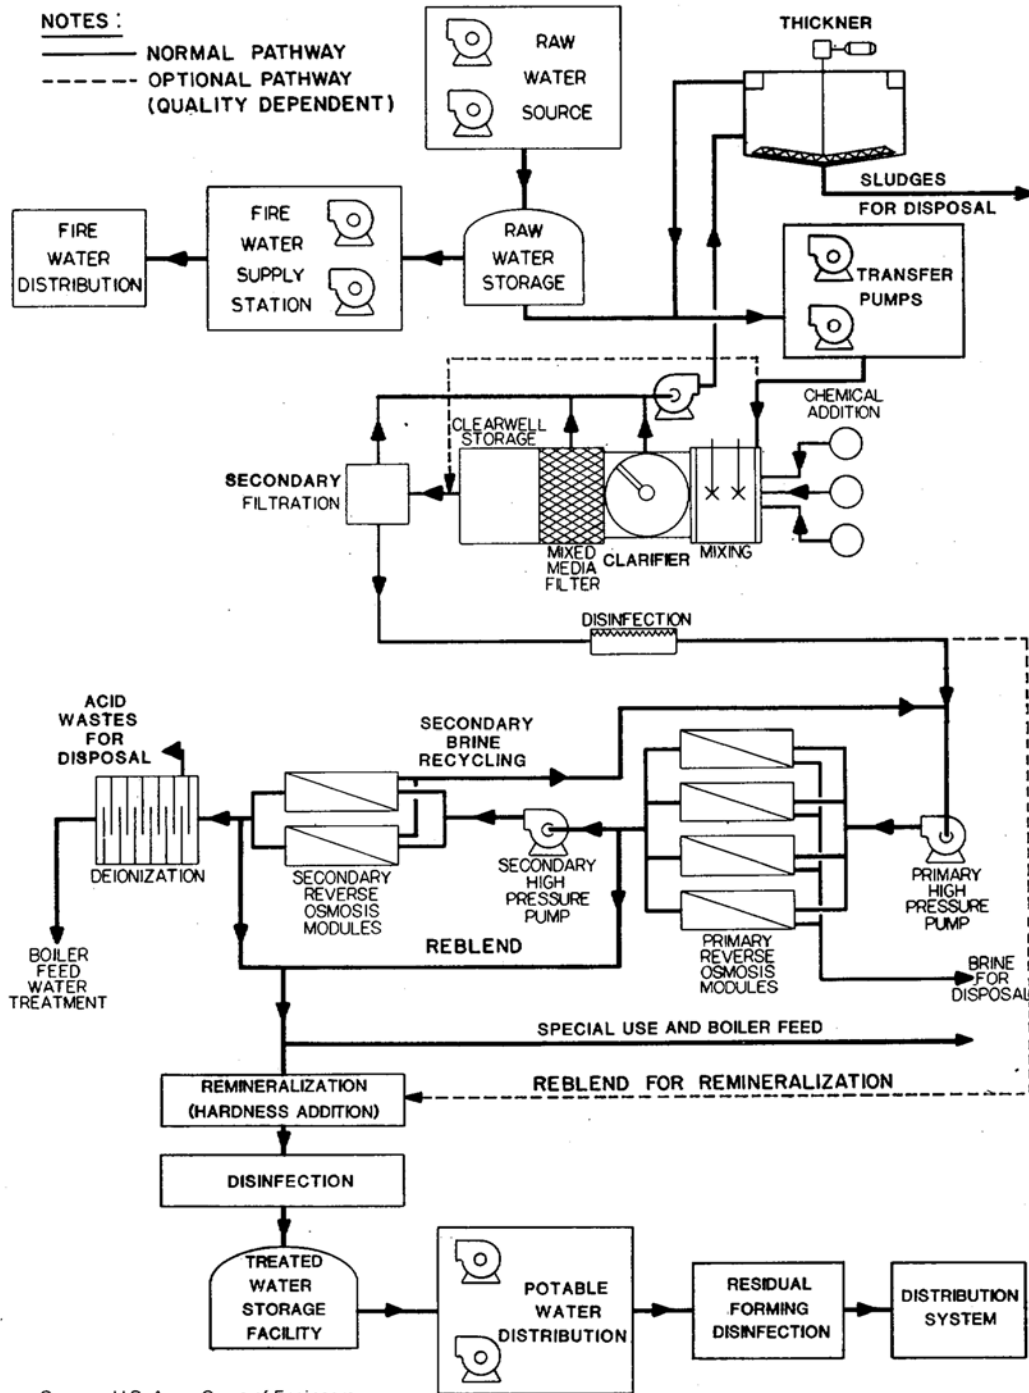 NOTES :
NORMAL PATHWAY
OPTIONAL PATHWAY
(QUALITY DEPENDENT)
RAW
WATER
SOURCE
THICKNER
SLUDGES
FOR DISPOSAL
FIRE
WATER
DISTRIBUTION
FIRE
WATER
SUPPLY
STATION
RAW
WATER
STORAGE
TRANSFER
PUMPS
CHEMICAL
ADDITION
CLEARWELL
STORAGE
SECONDARY
FILTRATION
MIXED
MEDIA
FILTER
CLARIFIER
MIXING
DISINFECTION
ACID
WASTES
FOR
DISPOSAL
SECONDARY
BRINE
RECYCLING
DEIONIZATION
SECONDARY
REVERSE
OSMOSIS
MODULES
SECONDARY
HIGH
PRESSURE
PUMP
PRIMARY
REVERSE
OSMOSIS
MODULES
PRIMARY
HIGH
PRESSURE
PUMP
BOILER
FEED
WATER
TREATMENT
REBLEND
BRINE
FOR
DISPOSAL
SPECIAL USE AND BOILER FEED
REMINERALIZATION
(HARDNESS ADDITION)
REBLEND FOR REMINERALIZATION
DISINFECTION
TREATED
WATER
STORAGE
FACILITY
POTABLE
WATER
DISTRIBUTION
RESIDUAL
FORMING
DISINFECTION
DISTRIBUTION
SYSTEM